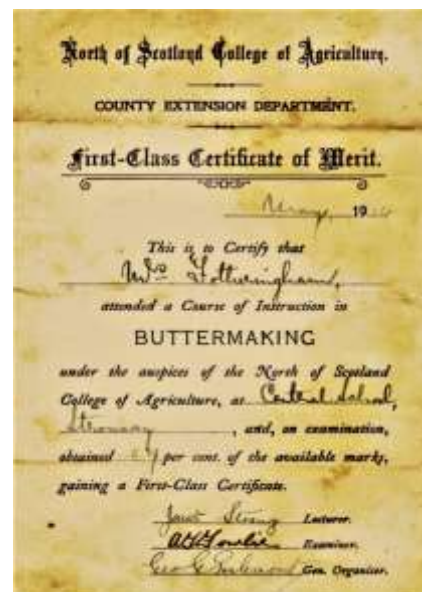 North of Scotland College of Agriculture.
COUNTY EXTENSION DEPARTMENT.
First-Class Certificate of Merit.
May, 19
This is to Certify that
Mrs Fotheringham,
attended a Course of Instruction in
BUTTERMAKING
under the auspices of the North of Scotland
College of Agriculture, at Central School,
Stronsay, and, on examination,
obtained per cent. of the available marks,
gaining a First-Class Certificate.
Strang Lecturer.
Examiner.
Geo G Gen. Organiser.